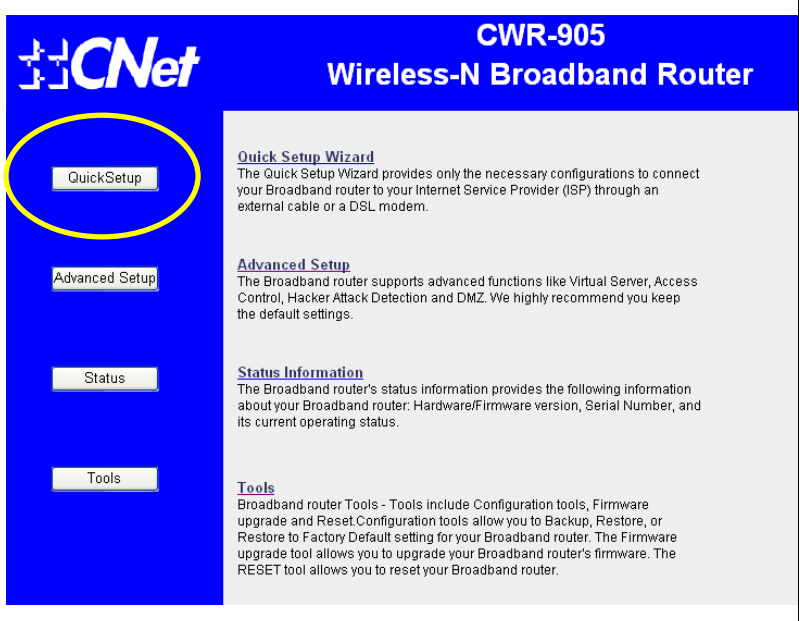 CNet
CWR-905
Wireless-N Broadband Router
QuickSetup
Quick Setup Wizard
The Quick Setup Wizard provides only the necessary configurations to connect
your Broadband router to your Internet Service Provider (ISP) through an
external cable or a DSL modem.
Advanced Setup
Advanced Setup
The Broadband router supports advanced functions like Virtual Server, Access
Control, Hacker Attack Detection and DMZ. We highly recommend you keep
the default settings.
Status
Status Information
The Broadband router's status information provides the following information
about your Broadband router: Hardware/Firmware version, Serial Number, and
its current operating status.
Tools
Tools
Broadband router Tools - Tools include Configuration tools, Firmware
upgrade and Reset.Configuration tools allow you to Backup, Restore, or
Restore to Factory Default setting for your Broadband router. The Firmware
upgrade tool allows you to upgrade your Broadband router's firmware. The
RESET tool allows you to reset your Broadband router.